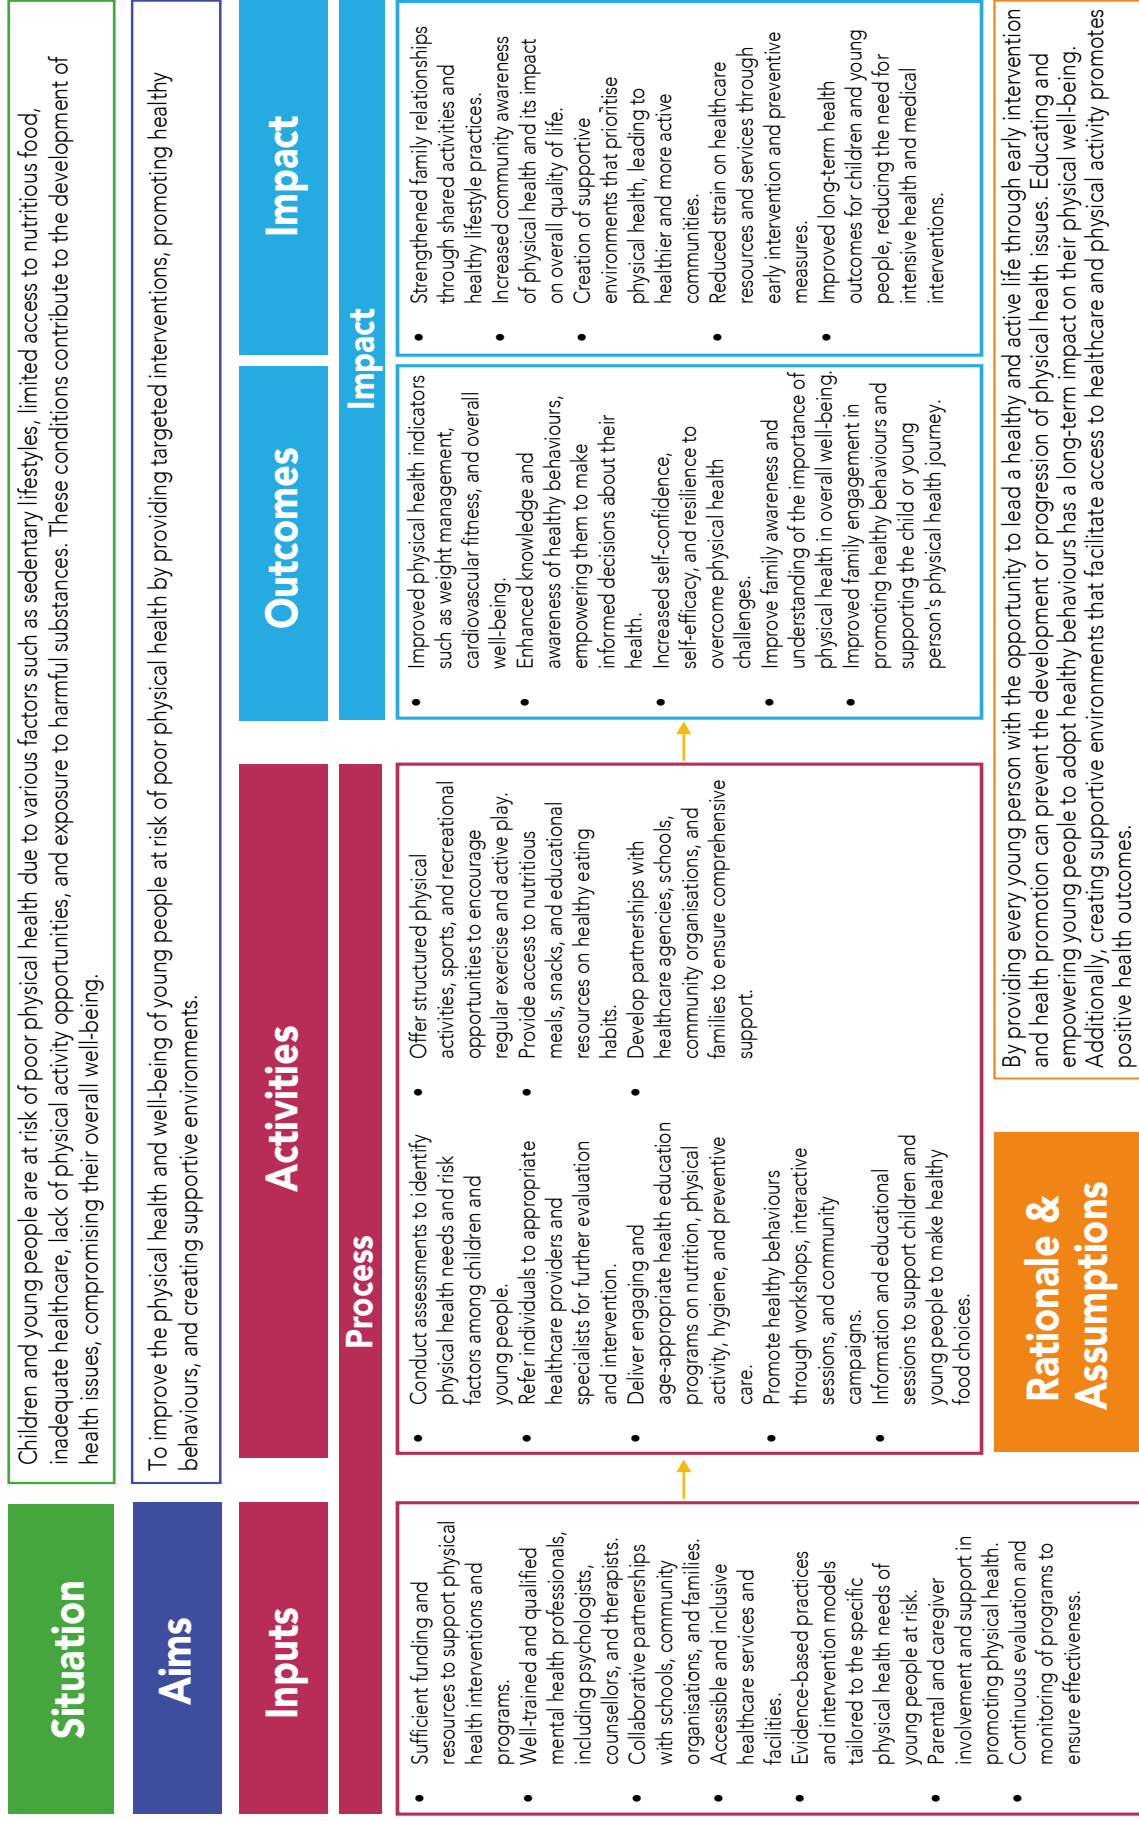 Situation
Children and young people are at risk of poor physical health due to various factors such as sedentary lifestyles, limited access to nutritious food,
inadequate healthcare, lack of physical activity opportunities, and exposure to harmful substances. These conditions contribute to the development of
health issues, compromising their overall well-being.
Aims
To improve the physical health and well-being of young people at risk of poor physical health by providing targeted interventions, promoting healthy
behaviours, and creating supportive environments.
Inputs
Activities
Outcomes
Impact
Process
Impact
• Sufficient funding and
resources to support physical
health interventions and
programs.
• Well-trained and qualified
mental health professionals,
including psychologists,
counsellors, and therapists.
• Collaborative partnerships
with schools, community
organisations, and families.
• Accessible and inclusive
healthcare services and
facilities.
• Evidence-based practices
and intervention models
tailored to the specific
physical health needs of
young people at risk.
• Parental and caregiver
involvement and support in
promoting physical health.
• Continuous evaluation and
monitoring of programs to
ensure effectiveness.
• Conduct assessments to identify
physical health needs and risk
factors among children and
young people.
• Refer individuals to appropriate
healthcare providers and
specialists for further evaluation
and intervention.
• Deliver engaging and
age-appropriate health education
programs on nutrition, physical
activity, hygiene, and preventive
care.
• Promote healthy behaviours
through workshops, interactive
sessions, and community
campaigns.
• Information and educational
sessions to support children and
young people to make healthy
food choices.
• Offer structured physical
activities, sports, and recreational
opportunities to encourage
regular exercise and active play.
• Provide access to nutritious
meals, snacks, and educational
resources on healthy eating
habits.
• Develop partnerships with
healthcare agencies, schools,
community organisations, and
families to ensure comprehensive
support.
• Improved physical health indicators
such as weight management,
cardiovascular fitness, and overall
well-being.
• Enhanced knowledge and
awareness of healthy behaviours,
empowering them to make
informed decisions about their
health.
• Increased self-confidence,
self-efficacy, and resilience to
overcome physical health
challenges.
• Improve family awareness and
understanding of the importance of
physical health in overall well-being.
• Improved family engagement in
promoting healthy behaviours and
supporting the child or young
person's physical health journey.
• Strengthened family relationships
through shared activities and
healthy lifestyle practices.
• Increased community awareness
of physical health and its impact
on overall quality of life.
• Creation of supportive
environments that prioritise
physical health, leading to
healthier and more active
communities.
• Reduced strain on healthcare
resources and services through
early intervention and preventive
measures.
• Improved long-term health
outcomes for children and young
people, reducing the need for
intensive health and medical
interventions.
Rationale &
Assumptions
By providing every young person with the opportunity to lead a healthy and active life through early intervention
and health promotion can prevent the development or progression of physical health issues. Educating and
empowering young people to adopt healthy behaviours has a long-term impact on their physical well-being.
Additionally, creating supportive environments that facilitate access to healthcare and physical activity promotes
positive health outcomes.